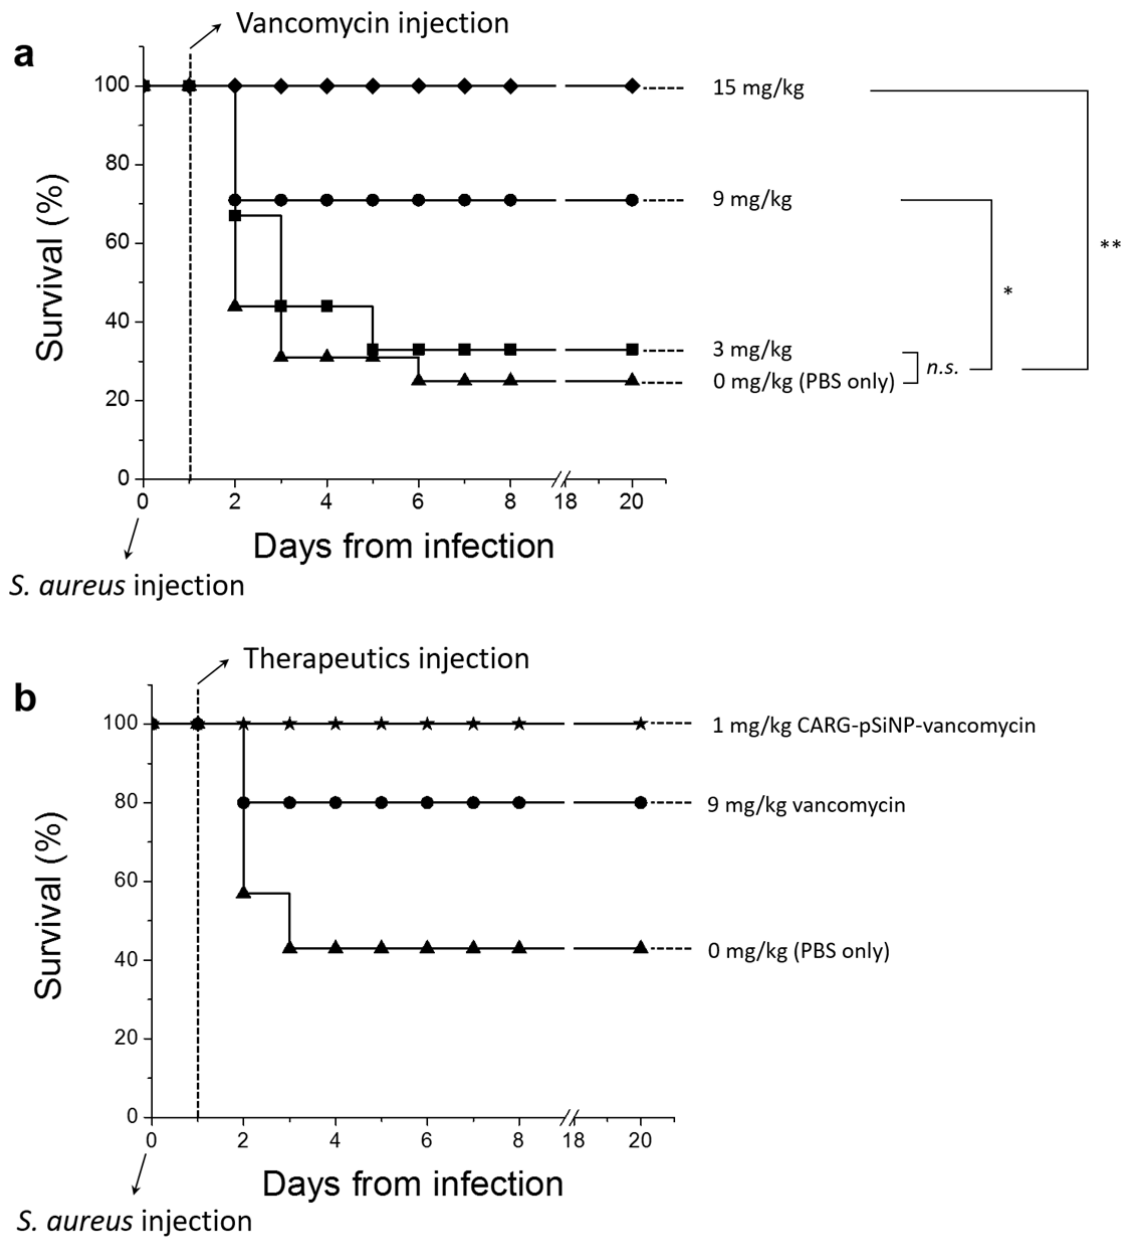 Vancomycin injection
a
100
80
60
40
20
0
Survival (%)
15 mg/kg
9 mg/kg
3 mg/kg
0 mg/kg (PBS only)
n.s.
*
**
0 2 4 6 8 18 20
Days from infection
S. aureus injection
Therapeutics injection
b
100
80
60
40
20
0
Survival (%)
1 mg/kg CARG-pSiNP-vancomycin
9 mg/kg vancomycin
0 mg/kg (PBS only)
0 2 4 6 8 18 20
Days from infection
S. aureus injection